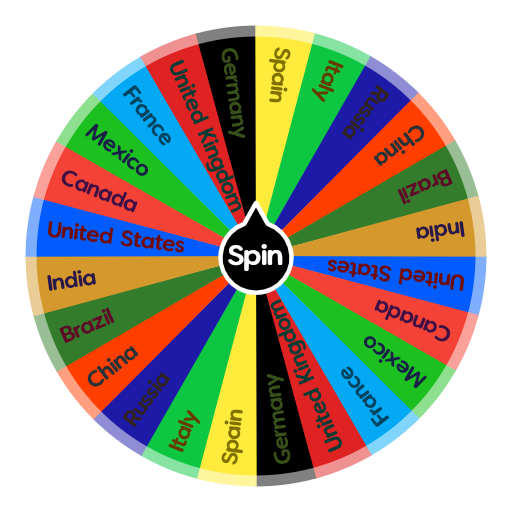 Spain
Italy
Russia
China
Brazil
India
United States
Canada
Mexico
France
United Kingdom
Germany
Spain
Italy
Russia
China
Brazil
India
United States
Canada
Mexico
France
United Kingdom
Germany
Spin